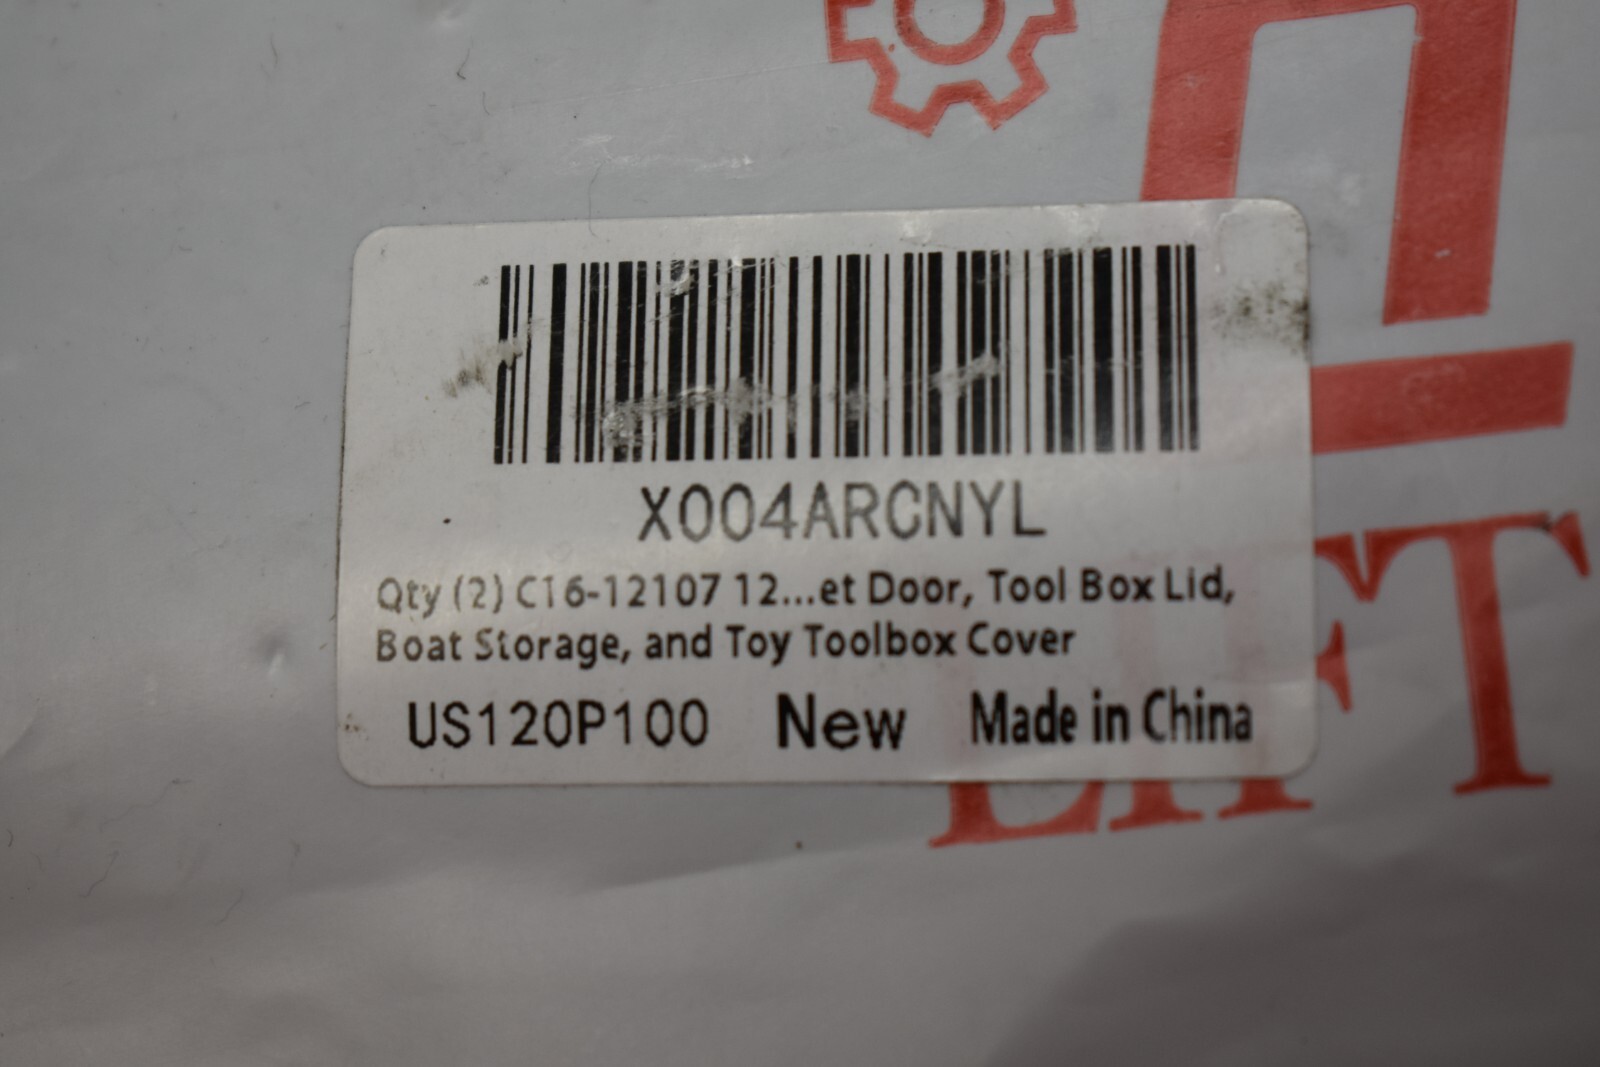 X004ARCNYL
Qty (2) C16-12107 12...et Door, Tool Box Lid,
Boat Storage, and Toy Toolbox Cover
US120P100 New Made in China
LIFT